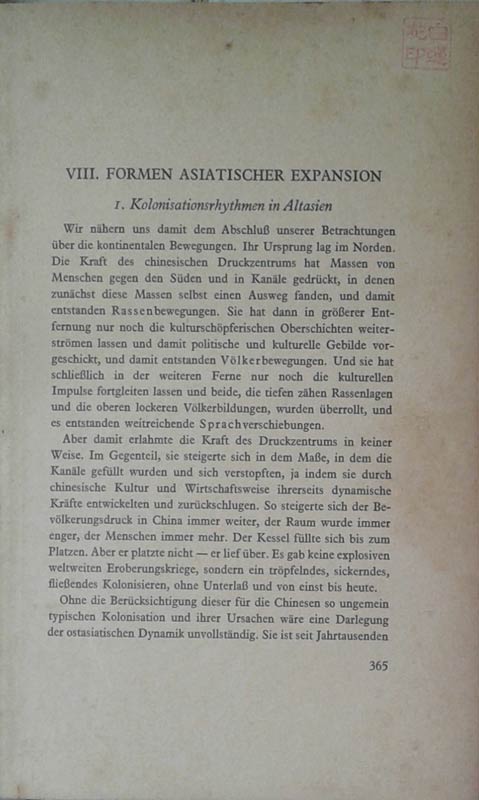 VIII. FORMEN ASIATISCHER EXPANSION
1. Kolonisationsrhythmen in Altasien
Wir nähern uns damit dem Abschluß unserer Betrachtungen
über die kontinentalen Bewegungen. Ihr Ursprung lag im Norden.
Die Kraft des chinesischen Druckzentrums hat Massen von
Menschen gegen den Süden und in Kanäle gedrückt, in denen
zunächst diese Massen selbst einen Ausweg fanden, und damit
entstanden Rassenbewegungen. Sie hat dann in größerer Ent-
fernung nur noch die kulturschöpferischen Oberschichten weiter-
strömen lassen und damit politische und kulturelle Gebilde vor-
geschickt, und damit entstanden Völkerbewegungen. Und sie hat
schließlich in der weiteren Ferne nur noch die kulturellen
Impulse fortgleiten lassen und beide, die tiefen zähen Rassenlagen
und die oberen lockeren Völkerbildungen, wurden überrollt, und
es entstanden weitreichende Sprachverschiebungen.
Aber damit erlahmte die Kraft des Druckzentrums in keiner
Weise. Im Gegenteil, sie steigerte sich in dem Maße, in dem die
Kanäle gefüllt wurden und sich verstopften, ja indem sie durch
chinesische Kultur und Wirtschaftsweise ihrerseits dynamische
Kräfte entwickelten und zurückschlugen. So steigerte sich der Be-
völkerungsdruck in China immer weiter, der Raum wurde immer
enger, der Menschen immer mehr. Der Kessel füllte sich bis zum
Platzen. Aber er platzte nicht — er lief über. Es gab keine explosiven
weltweiten Eroberungskriege, sondern ein tröpfelndes, sickerndes,
fließendes Kolonisieren, ohne Unterlaß und von einst bis heute.
Ohne die Berücksichtigung dieser für die Chinesen so ungemein
typischen Kolonisation und ihrer Ursachen wäre eine Darlegung
der ostasiatischen Dynamik unvollständig. Sie ist seit Jahrtausenden
365